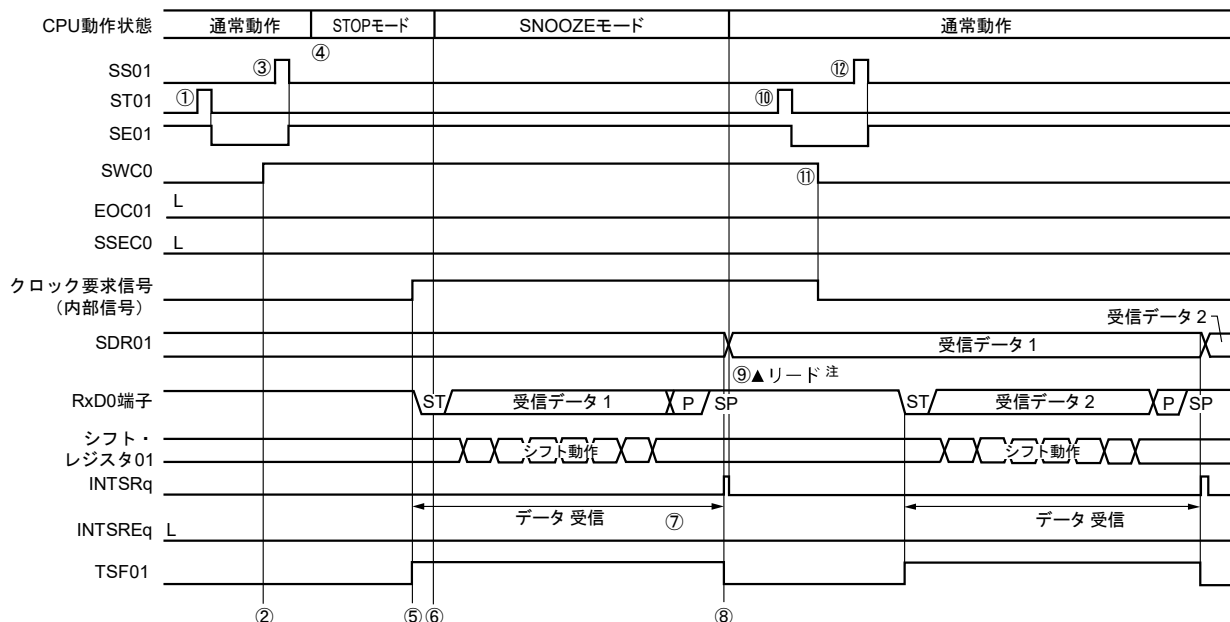 CPU動作状態 通常動作 STOPモード SNOOZEモード 通常動作
④
SS01 ③ ⑫
ST01 ① ⑩
SE01
SWC0 ⑪
EOC01 L
SSEC0 L
クロック要求信号
（内部信号）
受信データ 2
SDR01 受信データ 1
⑨▲リード 注
RxD0端子 ST 受信データ 1 P SP ST 受信データ 2 P SP
シフト・
レジスタ01 シフト動作 シフト動作
INTSRq
データ 受信 ⑦ データ 受信
INTSREq L
TSF01
② ⑤ ⑥ ⑧